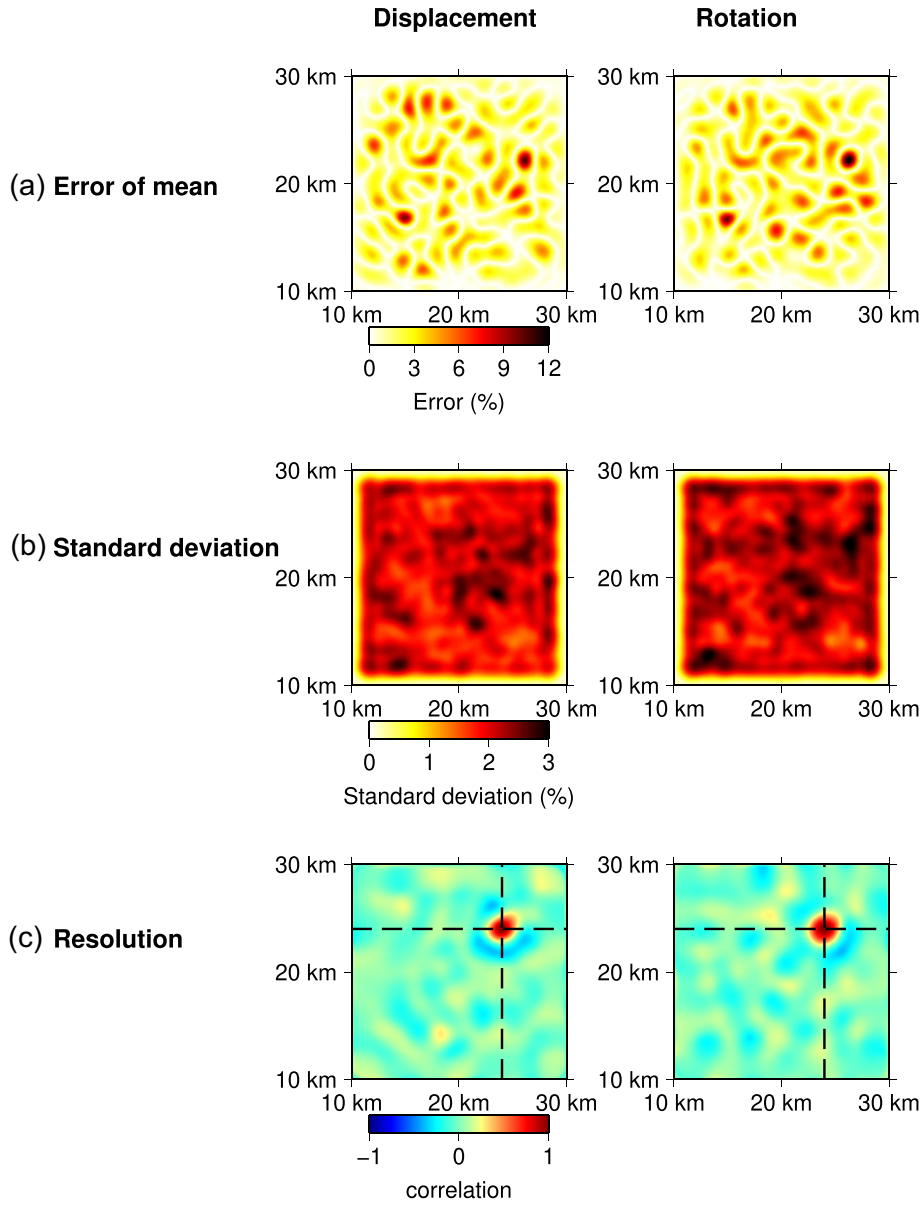 Displacement Rotation
30 km 30 km
(a) Error of mean 20 km 20 km
10 km 10 km
10 km 20 km 30 km 10 km 20 km 30 km
0 3 6 9 12
Error (%)
30 km 30 km
(b) Standard deviation 20 km 20 km
10 km 10 km
10 km 20 km 30 km 10 km 20 km 30 km
0 1 2 3
Standard deviation (%)
30 km 30 km
(c) Resolution 20 km 20 km
10 km 10 km
10 km 20 km 30 km 10 km 20 km 30 km
−1 0 1
correlation